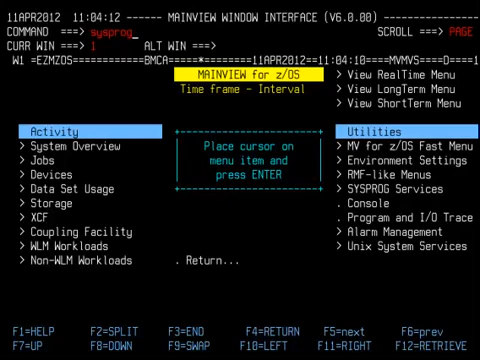 11APR2012 11:04:12 ------ MAINVIEW WINDOW INTERFACE (V6.0.00) ------------------
COMMAND ===> sysprog_ SCROLL ===> PAGE
CURR WIN ===> 1 ALT WIN ===>
W1 =EZMZOS===========BMCA===*========11APR2012==11:04:10====MVMVS====D====1
MAINVIEW for z/OS > View RealTime Menu
Time frame - Interval > View LongTerm Menu
> View ShortTerm Menu
Activity +---------------------+ Utilities
> System Overview | Place cursor on | > MV for z/OS Fast Menu
> Jobs | menu item and | > Environment Settings
> Devices | press ENTER | > RMF-like Menus
> Data Set Usage +---------------------+ > SYSPROG Services
> Storage . Console
> XCF . Program and I/O Trace
> Coupling Facility > Alarm Management
> WLM Workloads > Unix System Services
> Non-WLM Workloads . Return...
F1=HELP F2=SPLIT F3=END F4=RETURN F5=next F6=prev
F7=UP F8=DOWN F9=SWAP F10=LEFT F11=RIGHT F12=RETRIEVE